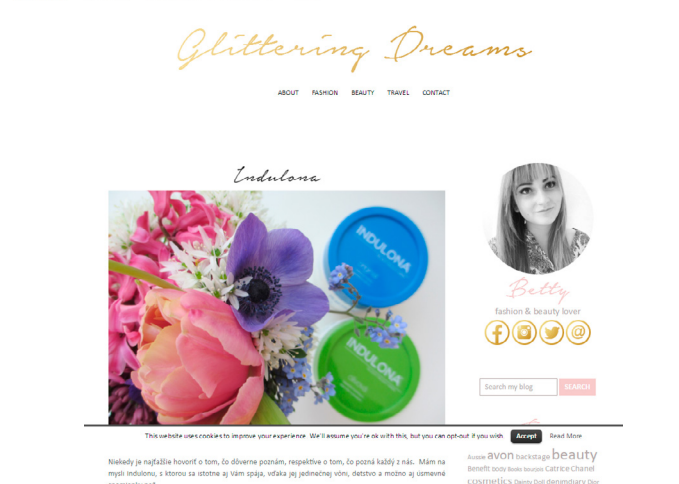 Glittering Dreams
ABOUT FASHION BEAUTY TRAVEL CONTACT
Indulona
INDULONA
INDULONA
Betty
fashion & beauty lover
Search my blog SEARCH
This website uses cookies to improve your experience. We'll assume you're ok with this, but you can opt-out if you wish. Accept Read More
Niekedy je najťažšie hovoriť o tom, čo dôverne poznám, respektíve o tom, čo pozná každý z nás. Mám na
mysli Indulonu, s ktorou sa istotne aj Vám spája, vďaka jej jedinečnej vôni, detstvo a možno aj úsmevné
Aussie avon backstage beauty
Benefit body Books bourjois Catrice Chanel
cosmetics Danny Doll depemdiary Dior